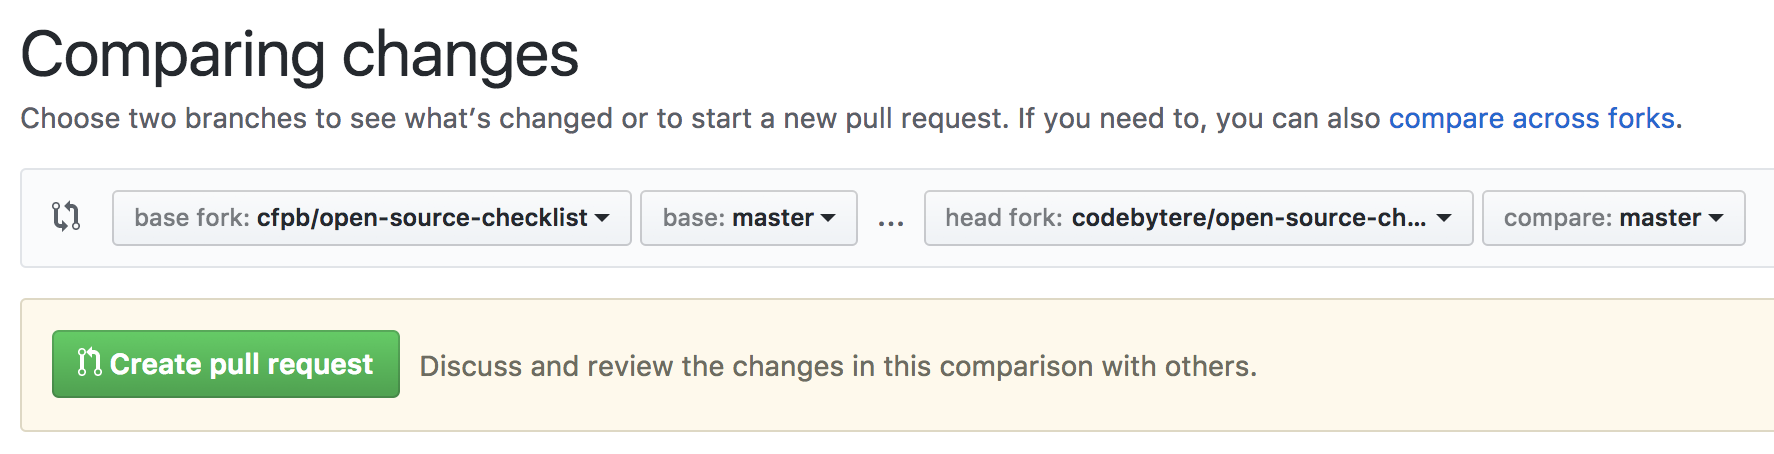 Comparing changes
Choose two branches to see what’s changed or to start a new pull request. If you need to, you can also compare across forks.
base fork: cfpb/open-source-checklist base: master ... head fork: codebytere/open-source-ch... compare: master
Create pull request Discuss and review the changes in this comparison with others.